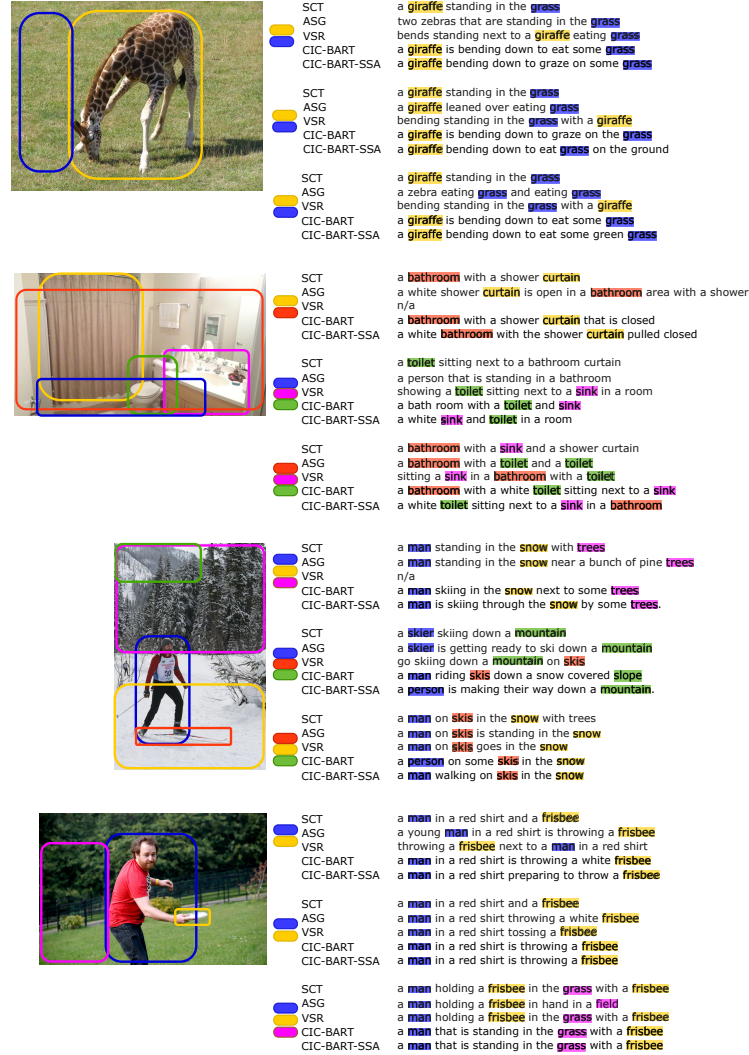 SCT a giraffe standing in the grass
ASG two zebras that are standing in the grass
VSR bends standing next to a giraffe eating grass
CIC-BART a giraffe is bending down to eat some grass
CIC-BART-SSA a giraffe bending down to graze on some grass
SCT a giraffe standing in the grass
ASG a giraffe leaned over eating grass
VSR bending standing in the grass with a giraffe
CIC-BART a giraffe is bending down to graze on the grass
CIC-BART-SSA a giraffe bending down to eat grass on the ground
SCT a giraffe standing in the grass
ASG a zebra eating grass and eating grass
VSR bending standing in the grass with a giraffe
CIC-BART a giraffe is bending down to eat some grass
CIC-BART-SSA a giraffe bending down to eat some green grass
SCT a bathroom with a shower curtain
ASG a white shower curtain is open in a bathroom area with a shower
VSR n/a
CIC-BART a bathroom with a shower curtain that is closed
CIC-BART-SSA a white bathroom with the shower curtain pulled closed
SCT a toilet sitting next to a bathroom curtain
ASG a person that is standing in a bathroom
VSR showing a toilet sitting next to a sink in a room
CIC-BART a bath room with a toilet and sink
CIC-BART-SSA a white sink and toilet in a room
SCT a bathroom with a sink and a shower curtain
ASG a bathroom with a toilet and a toilet
VSR sitting a sink in a bathroom with a toilet
CIC-BART a bathroom with a white toilet sitting next to a sink
CIC-BART-SSA a white toilet sitting next to a sink in a bathroom
SCT a man standing in the snow with trees
ASG a man standing in the snow near a bunch of pine trees
VSR n/a
CIC-BART a man skiing in the snow next to some trees
CIC-BART-SSA a man is skiing through the snow by some trees.
SCT a skier skiing down a mountain
ASG a skier is getting ready to ski down a mountain
VSR go skiing down a mountain on skis
CIC-BART a man riding skis down a snow covered slope
CIC-BART-SSA a person is making their way down a mountain.
SCT a man on skis in the snow with trees
ASG a man on skis is standing in the snow
VSR a man on skis goes in the snow
CIC-BART a person on some skis in the snow
CIC-BART-SSA a man walking on skis in the snow
SCT a man in a red shirt and a frisbee
ASG a young man in a red shirt is throwing a frisbee
VSR throwing a frisbee next to a man in a red shirt
CIC-BART a man in a red shirt is throwing a white frisbee
CIC-BART-SSA a man in a red shirt preparing to throw a frisbee
SCT a man in a red shirt and a frisbee
ASG a man in a red shirt throwing a white frisbee
VSR a man in a red shirt tossing a frisbee
CIC-BART a man in a red shirt is throwing a frisbee
CIC-BART-SSA a man in a red shirt is throwing a frisbee
SCT a man holding a frisbee in the grass with a frisbee
ASG a man holding a frisbee in hand in a field
VSR a man holding a frisbee in the grass with a frisbee
CIC-BART a man that is standing in the grass with a frisbee
CIC-BART-SSA a man that is standing in the grass with a frisbee